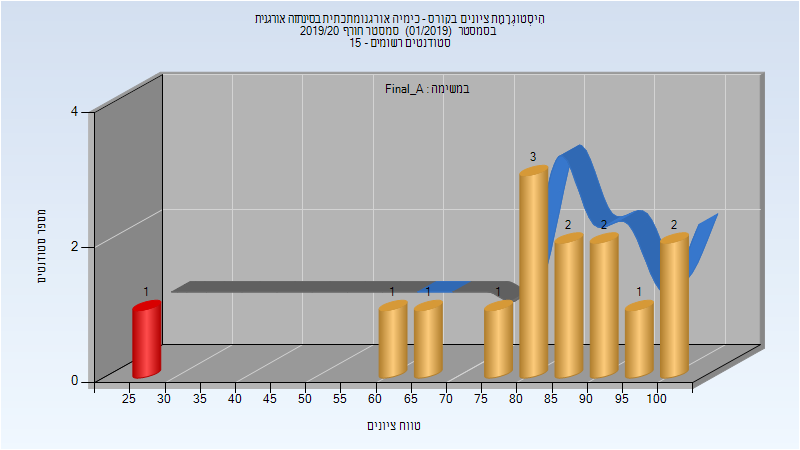 היסטוגְרָמַת ציונים בקורס - כימיה אורגנומתכתית בסינתזה אורגנית
בסמסטר (01/2019) סמסטר חורף 2019/20
סטודנטים רשומים - 15
במשימה : Final_A
מספר סטודנטים
4
2
0
1
1
1
1
3
2
2
1
2
25 30 35 40 45 50 55 60 65 70 75 80 85 90 95 100
טווח ציונים